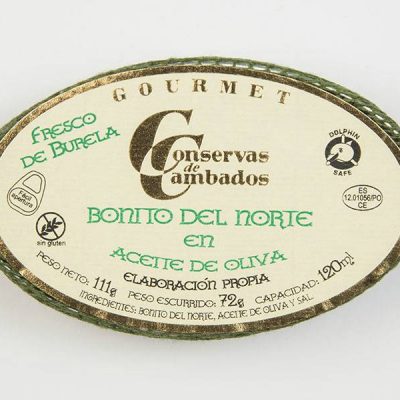 GOURMET
FRESCO
DE BURELA
Conservas
de
Cambados
DOLPHIN
SAFE
Fácil
apertura
ES
12.01056/PO
CE
BONITO DEL NORTE
en
ACEITE DE OLIVA
sin gluten
ELABORACIÓN PROPIA
PESO NETO: 111g PESO ESCURRIDO: 72g CAPACIDAD: 120ml
INGREDIENTES: BONITO DEL NORTE, ACEITE DE OLIVA Y SAL.